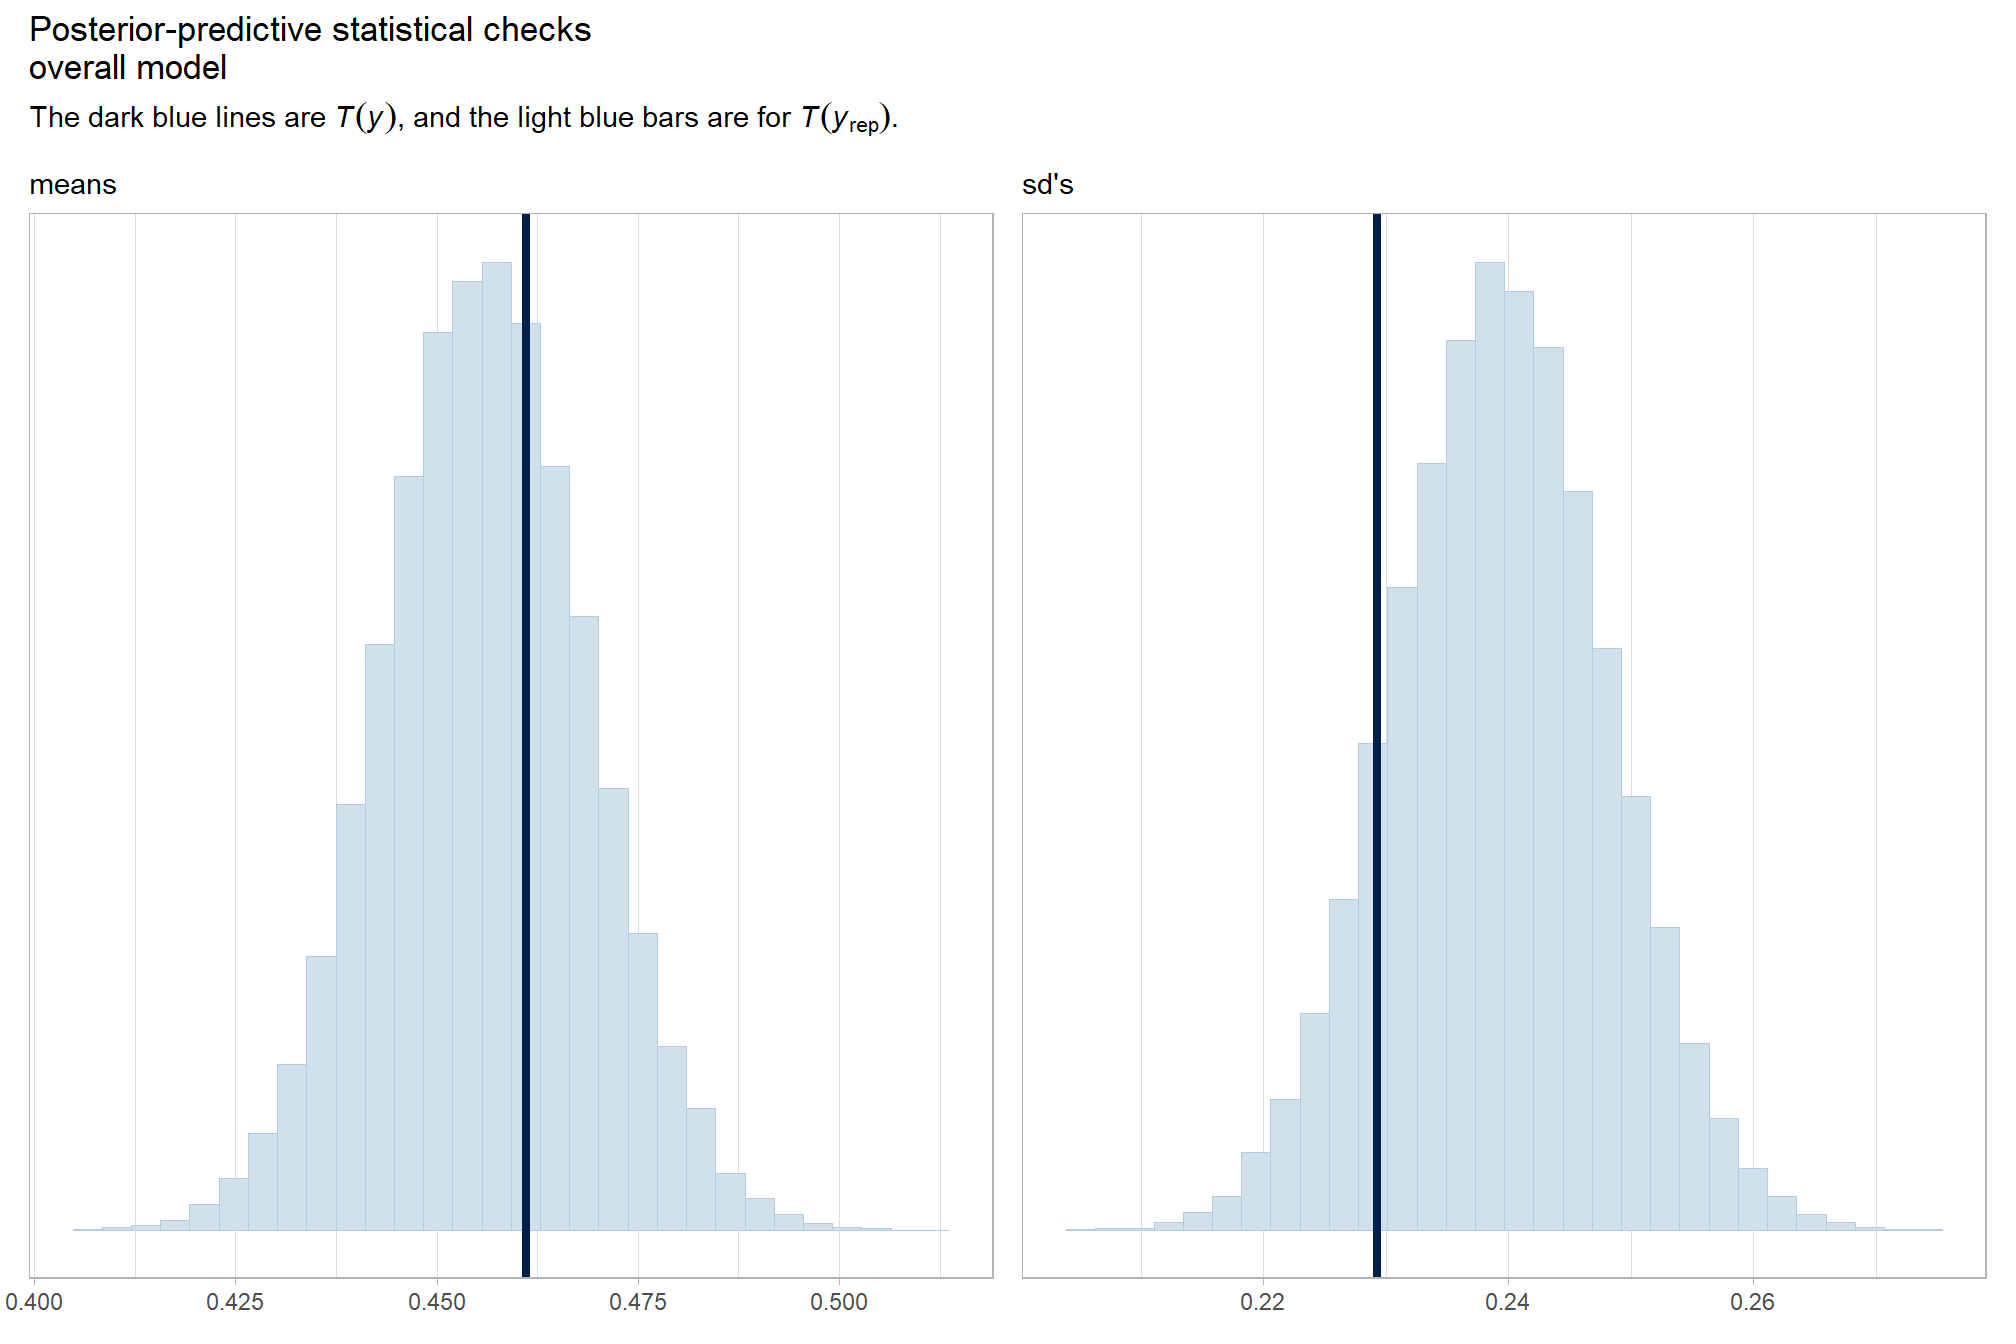 Posterior-predictive statistical checks
overall model
The dark blue lines are T(y), and the light blue bars are for T(yrep).
means
sd's
0.400 0.425 0.450 0.475 0.500
0.22 0.24 0.26